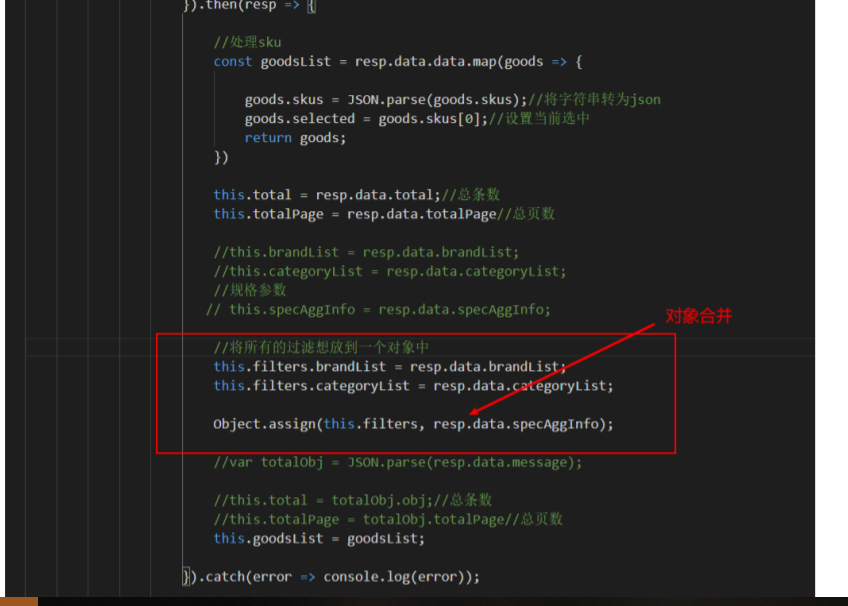 }).then(resp => {
//处理sku
const goodsList = resp.data.data.map(goods => {
goods.skus = JSON.parse(goods.skus);//将字符串转为json
goods.selected = goods.skus[0];//设置当前选中
return goods;
})
this.total = resp.data.total;//总条数
this.totalPage = resp.data.totalPage//总页数
//this.brandList = resp.data.brandList;
//this.categoryList = resp.data.categoryList;
//规格参数
// this.specAggInfo = resp.data.specAggInfo;
对象合并
//将所有的过滤想放到一个对象中
this.filters.brandList = resp.data.brandList;
this.filters.categoryList = resp.data.categoryList;
Object.assign(this.filters, resp.data.specAggInfo);
//var totalObj = JSON.parse(resp.data.message);
//this.total = totalObj.obj;//总条数
//this.totalPage = totalObj.totalPage//总页数
this.goodsList = goodsList;
}).catch(error => console.log(error));